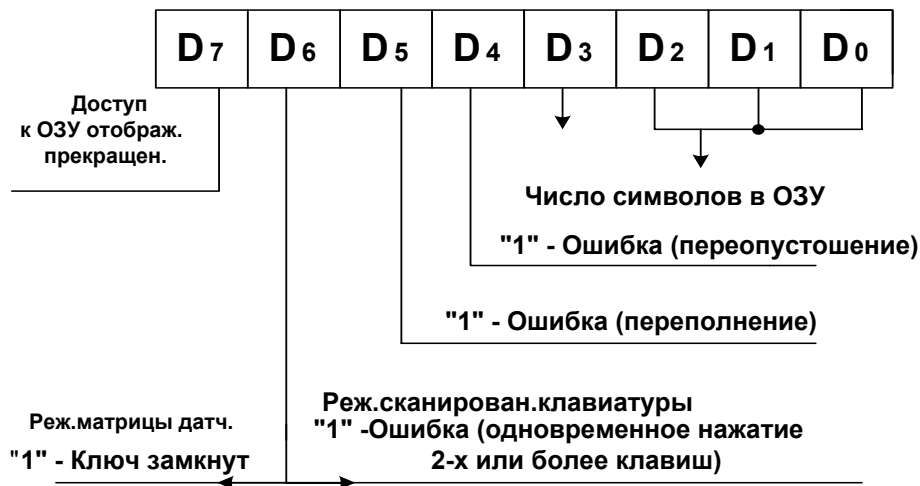 D7 D6 D5 D4 D3 D2 D1 D0
Доступ
к ОЗУ отображ.
прекращен.
Число символов в ОЗУ
"1" - Ошибка (переопустошение)
"1" - Ошибка (переполнение)
Реж.матрицы датч.
"1" - Ключ замкнут
Реж.сканирован.клавиатуры
"1" -Ошибка (одновременное нажатие
2-х или более клавиш)